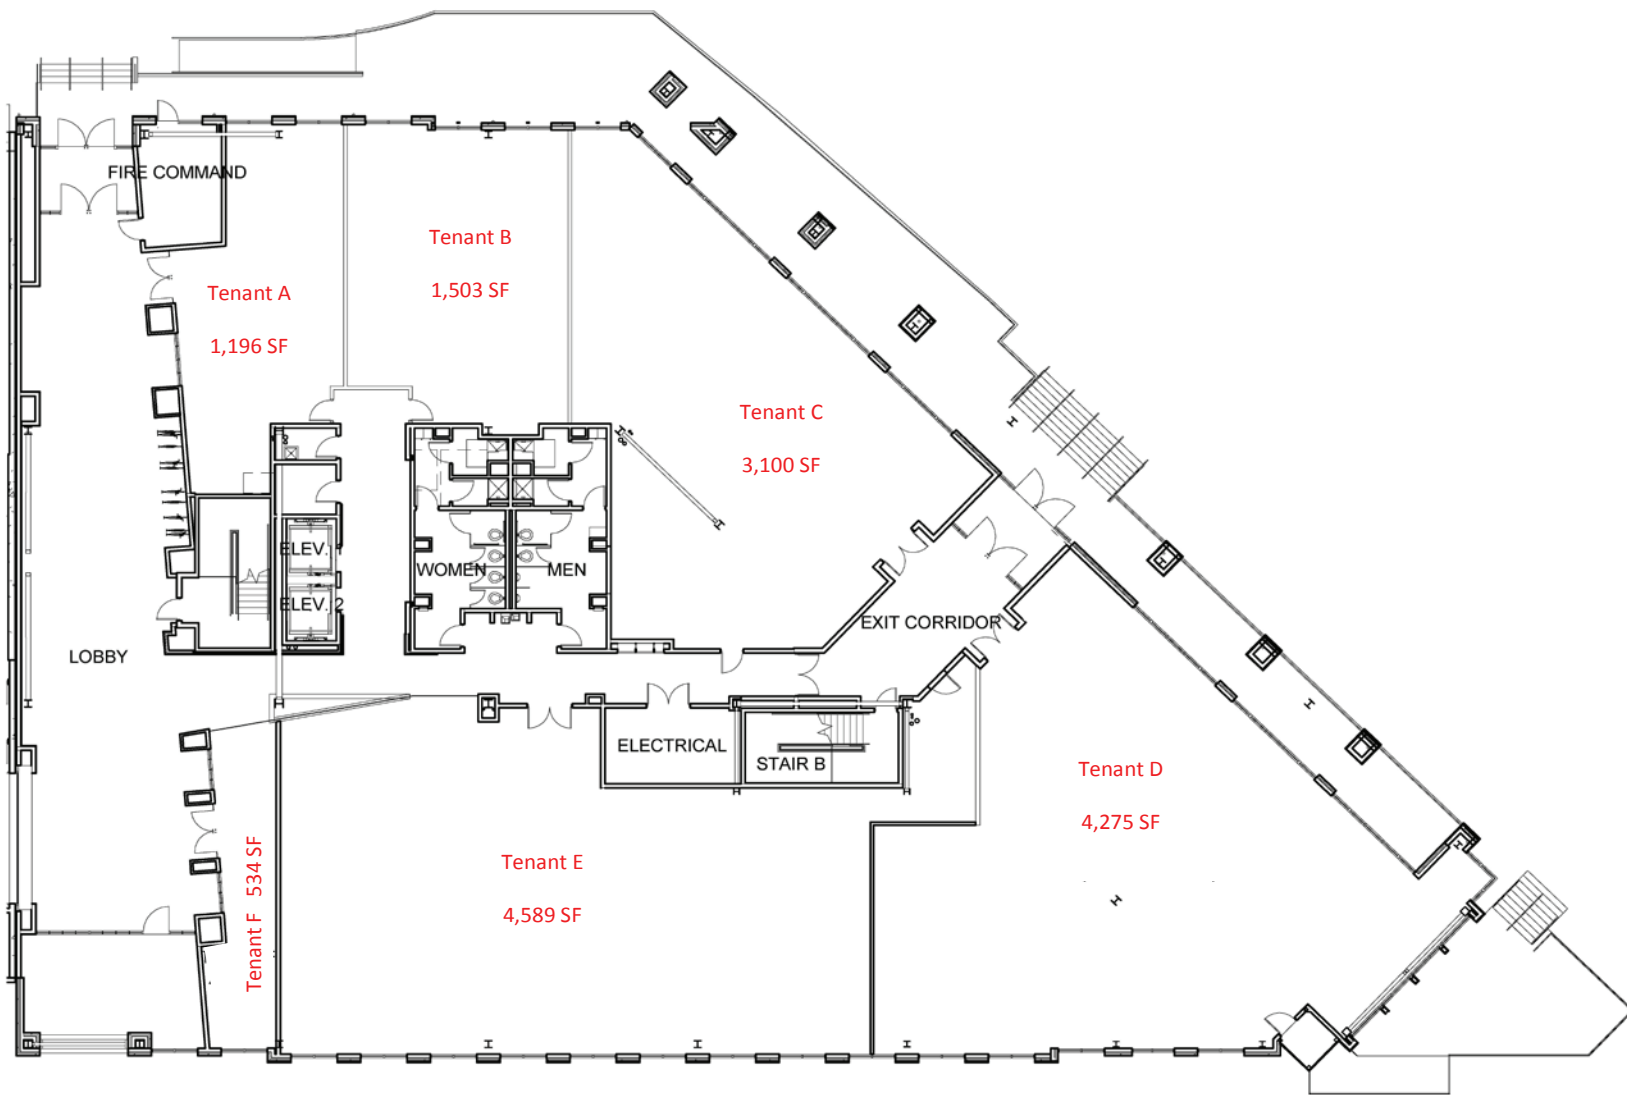 FIRE COMMAND
Tenant A
1,196 SF
Tenant B
1,503 SF
Tenant C
3,100 SF
ELEV. 1
ELEV. 2
WOMEN
MEN
LOBBY
EXIT CORRIDOR
ELECTRICAL
STAIR B
Tenant D
4,275 SF
Tenant E
4,589 SF
Tenant F 534 SF